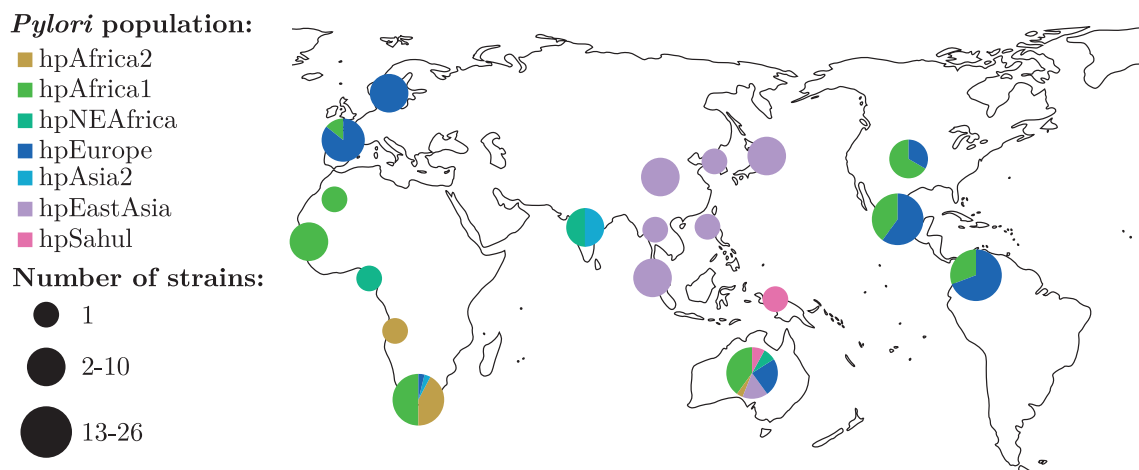 Pylori population:
hpAfrica2
hpAfrica1
hpNEAfrica
hpEurope
hpAsia2
hpEastAsia
hpSahul
Number of strains:
1
2-10
13-26